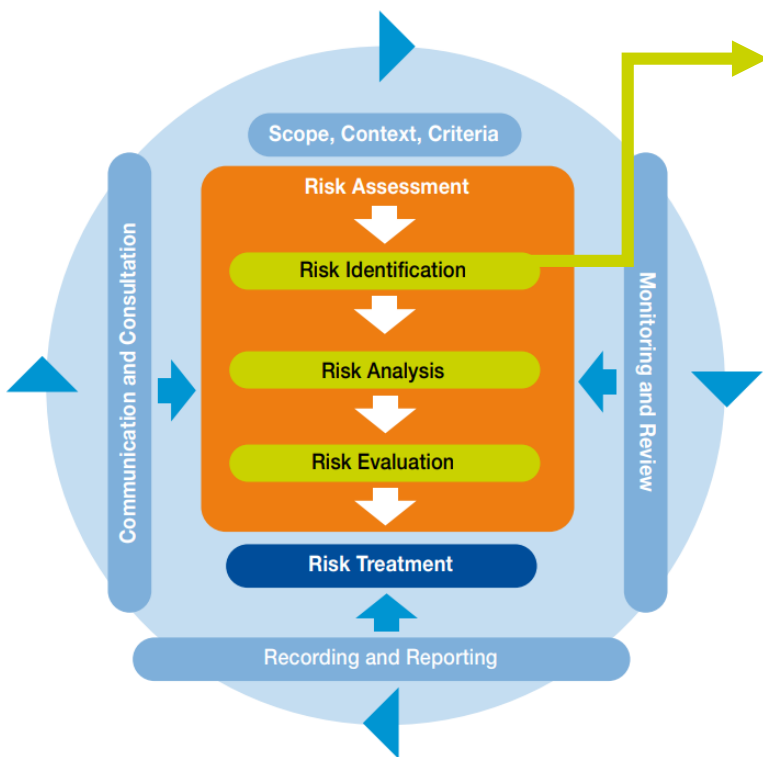 Scope, Context, Criteria
Risk Assessment
Risk Identification
Risk Analysis
Risk Evaluation
Risk Treatment
Communication and Consultation
Monitoring and Review
Recording and Reporting